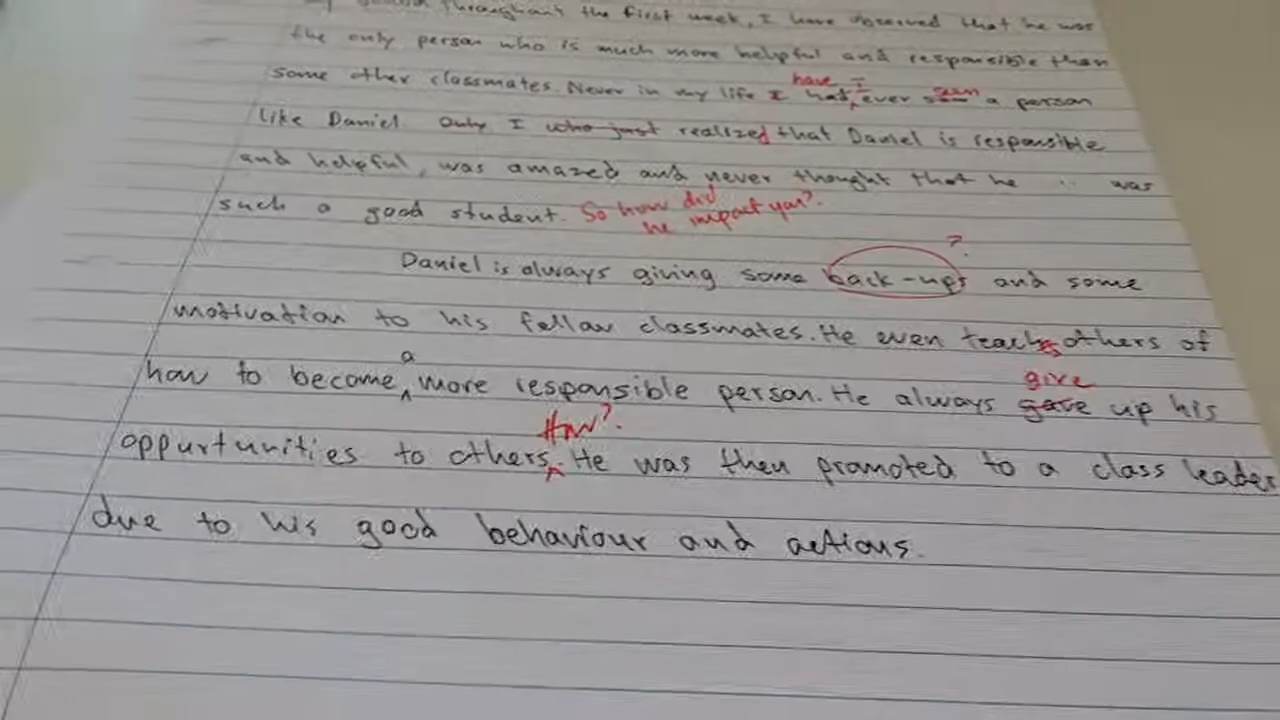 throughout the first week, I have observed that he was
the only person who is much more helpful and responsible than
some other classmates. Never in my life I had ever a person
have I seen
like Daniel. Only I who just realized that Daniel is responsible
and helpful, was amazed and never thought that he was
such a good student. So how did
he impact you?
Daniel is always giving some back-ups and some
?
motivation to his fellow classmates. He even teaches others of
how to become a more responsible person. He always gave up his
give
oppurtunities to others. He was then promoted to a class leader
How?
due to his good behaviour and actions.